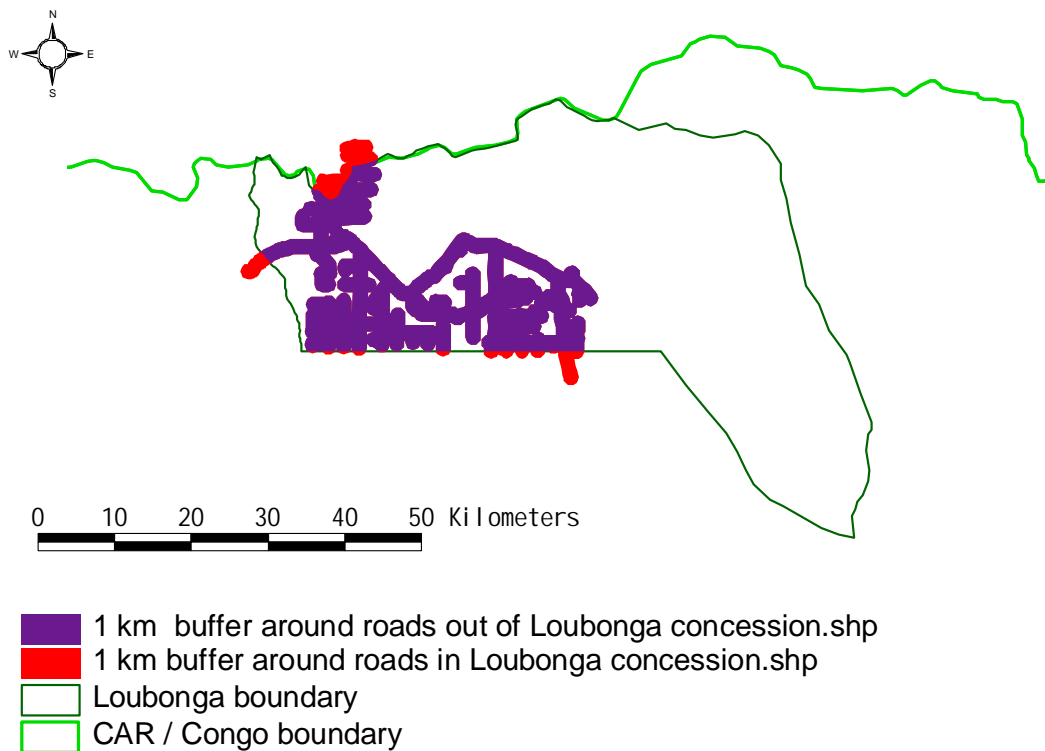 N
W E
S
0 10 20 30 40 50 Kilometers
1 km buffer around roads out of Loubonga concession.shp
1 km buffer around roads in Loubonga concession.shp
Loubonga boundary
CAR / Congo boundary